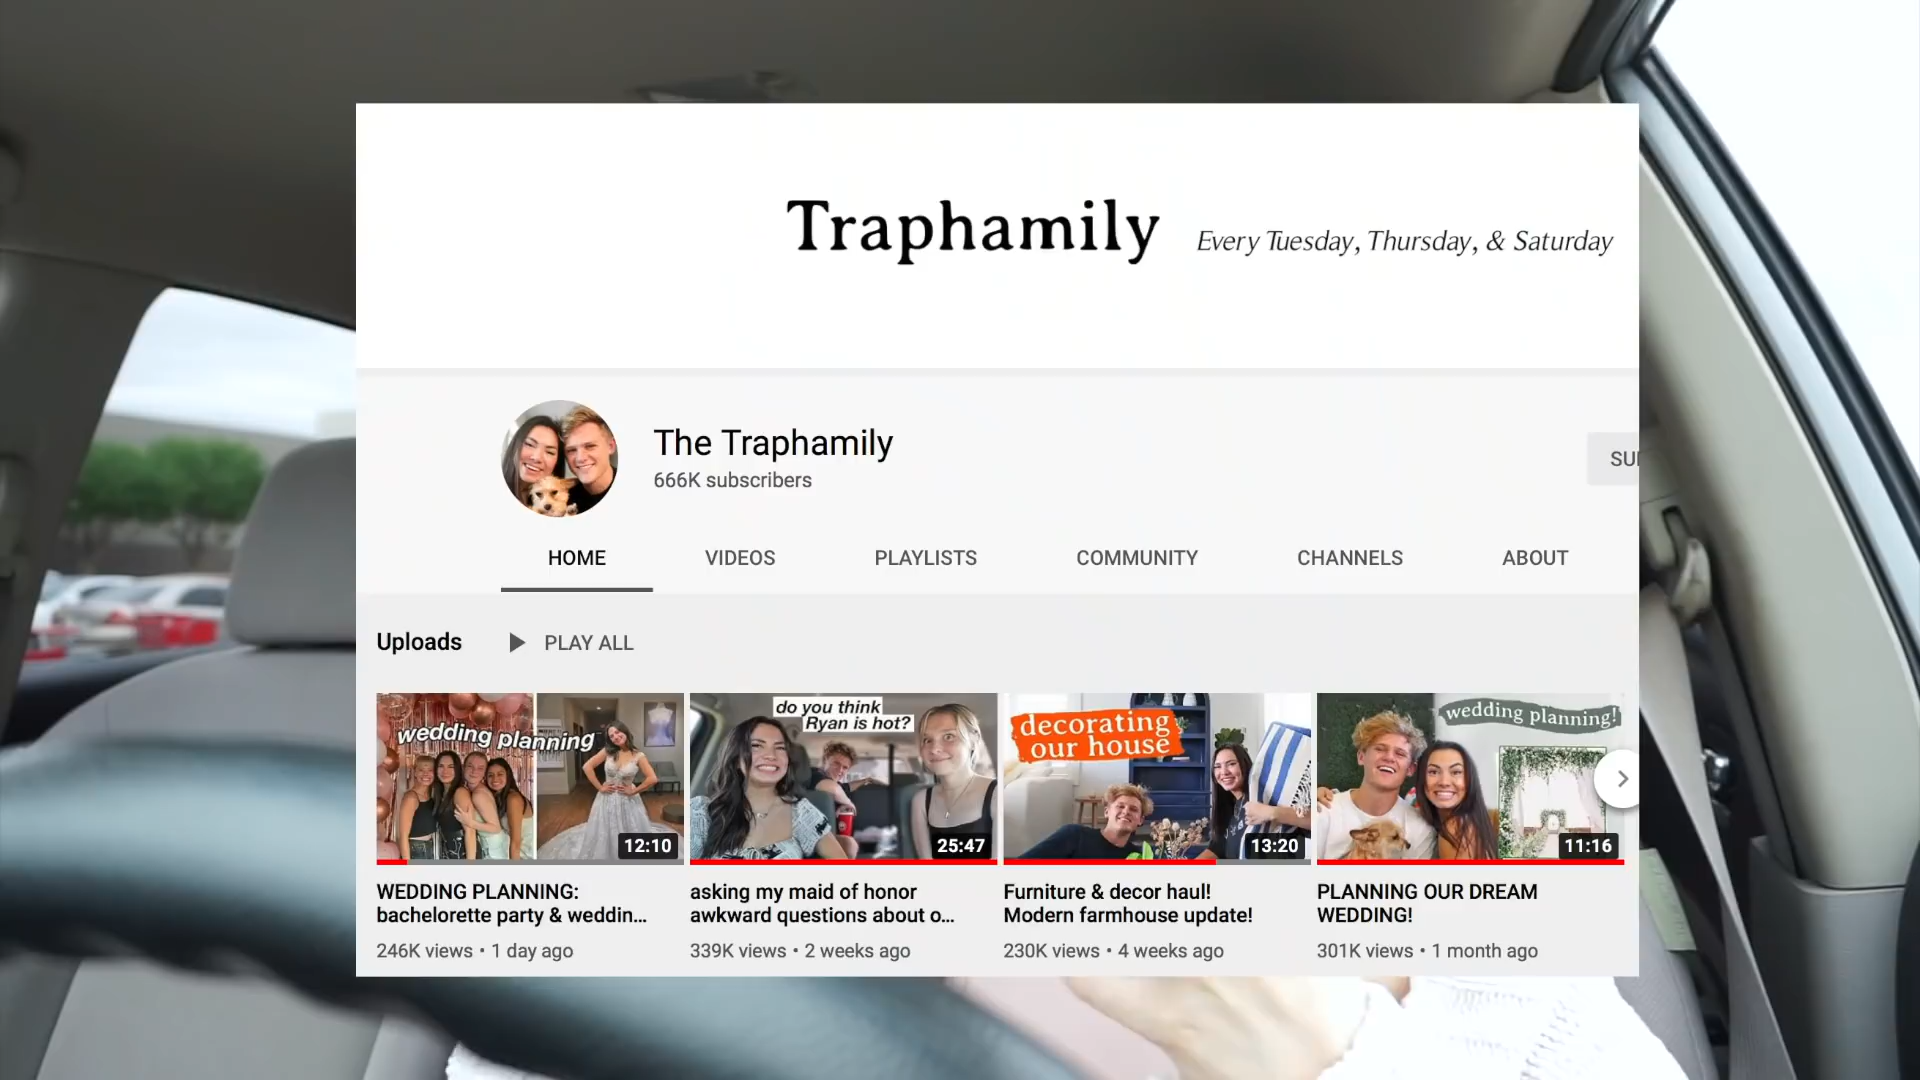 Traphamily
Every Tuesday, Thursday, & Saturday
The Traphamily
666K subscribers
SU
HOME
VIDEOS
PLAYLISTS
COMMUNITY
CHANNELS
ABOUT
Uploads
PLAY ALL
wedding planning
12:10
do you think
Ryan is hot?
25:47
decorating
our house
13:20
wedding planning!
11:16
WEDDING PLANNING:
bachelorette party & weddin...
246K views • 1 day ago
asking my maid of honor
awkward questions about o...
339K views • 2 weeks ago
Furniture & decor haul!
Modern farmhouse update!
230K views • 4 weeks ago
PLANNING OUR DREAM
WEDDING!
301K views • 1 month ago